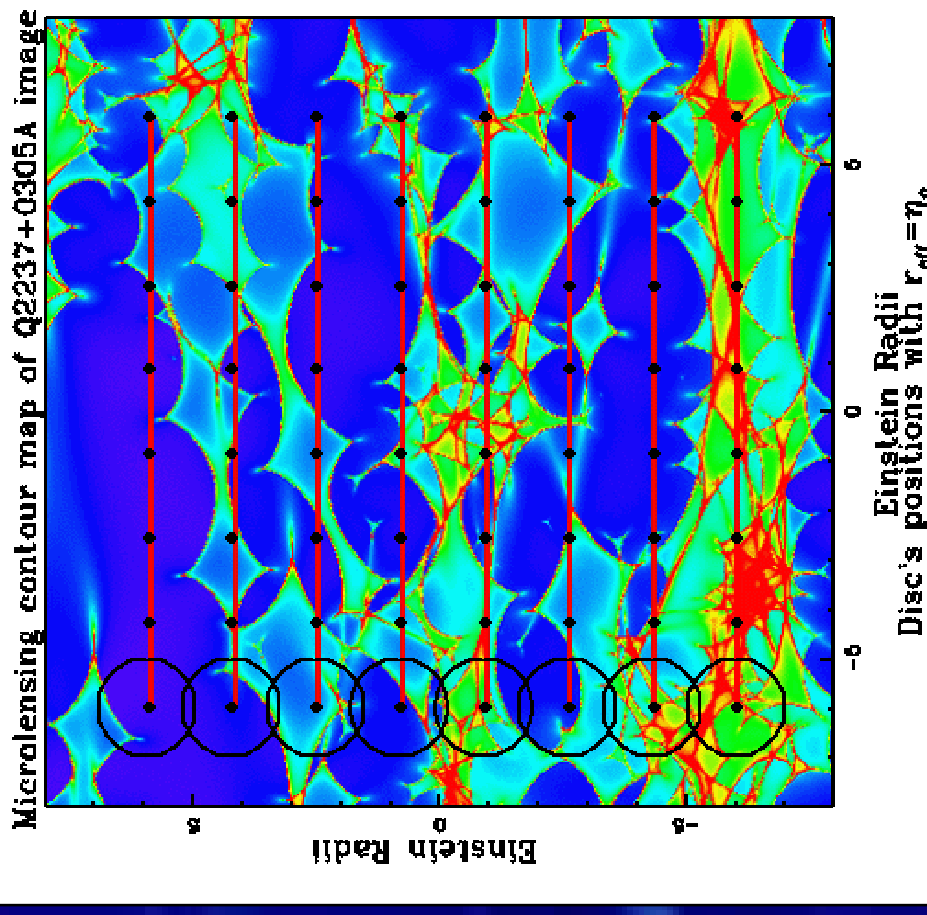 Microlensing contour map of Q2237+0305A image
5
0
-5
Einstein Radii
-5
0
5
Einstein Radii
Disc's positions with r_eff=η_o